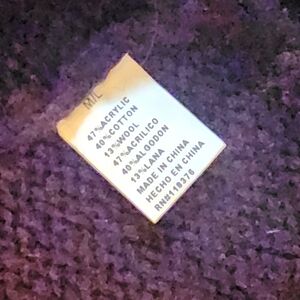 M/L
47%ACRYLIC
40%COTTON
13%WOOL
47%ACRILICO
40%ALGODON
13%LANA
MADE IN CHINA
HECHO EN CHINA
RN#118376